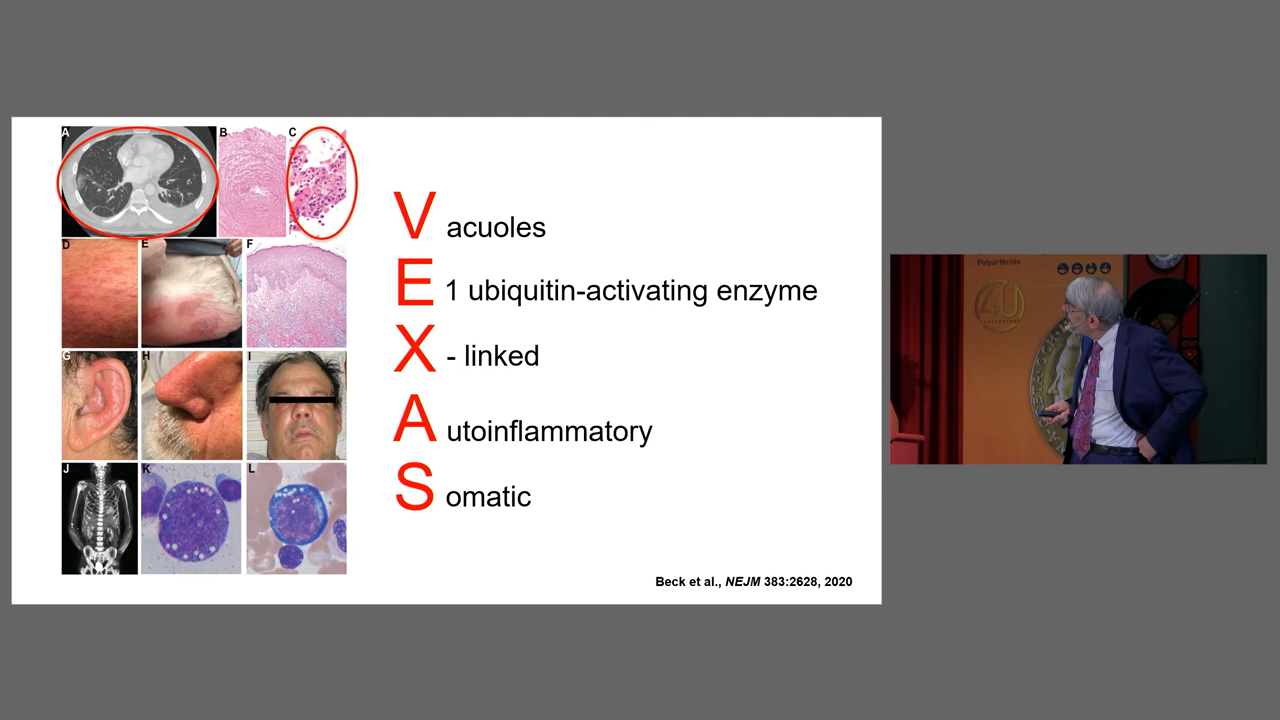 A
B
C
D
E
F
G
H
I
J
K
L
V acuoles
E 1 ubiquitin-activating enzyme
X - linked
A utoinflammatory
S omatic
Beck et al., NEJM 383:2628, 2020
Polyarthritis